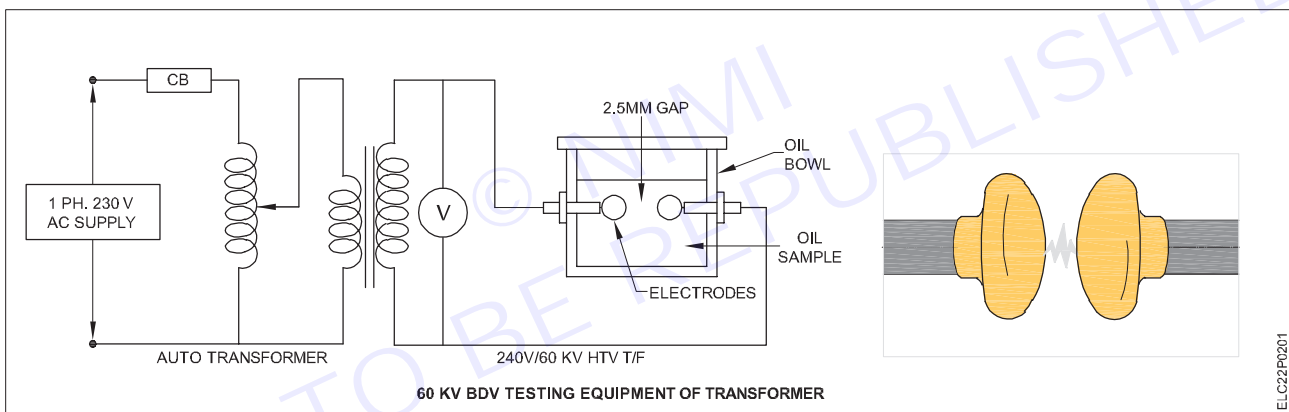 CB
1 PH. 230 V
AC SUPPLY
V
2.5MM GAP
OIL
BOWL
OIL
SAMPLE
ELECTRODES
AUTO TRANSFORMER
240V/60 KV HTV T/F
60 KV BDV TESTING EQUIPMENT OF TRANSFORMER
ELC22P0201
© NIMI
TO BE REPUBLISHED